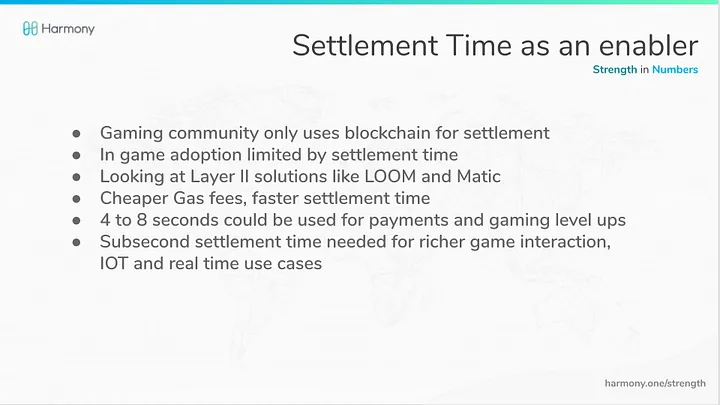 Harmony
Settlement Time as an enabler
Strength in Numbers
● Gaming community only uses blockchain for settlement
● In game adoption limited by settlement time
● Looking at Layer II solutions like LOOM and Matic
● Cheaper Gas fees, faster settlement time
● 4 to 8 seconds could be used for payments and gaming level ups
● Subsecond settlement time needed for richer game interaction,
IOT and real time use cases
harmony.one/strength